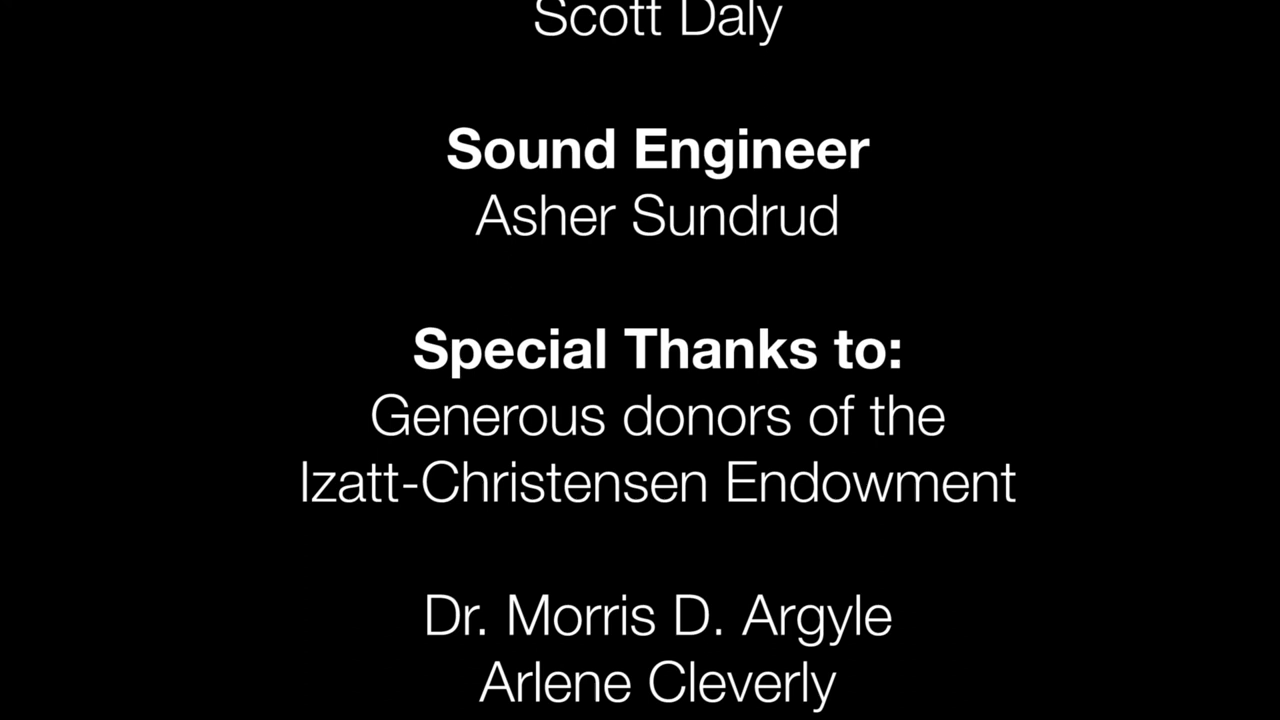 Scott Daly
Sound Engineer
Asher Sundrud
Special Thanks to:
Generous donors of the
Izatt-Christensen Endowment
Dr. Morris D. Argyle
Arlene Cleverly